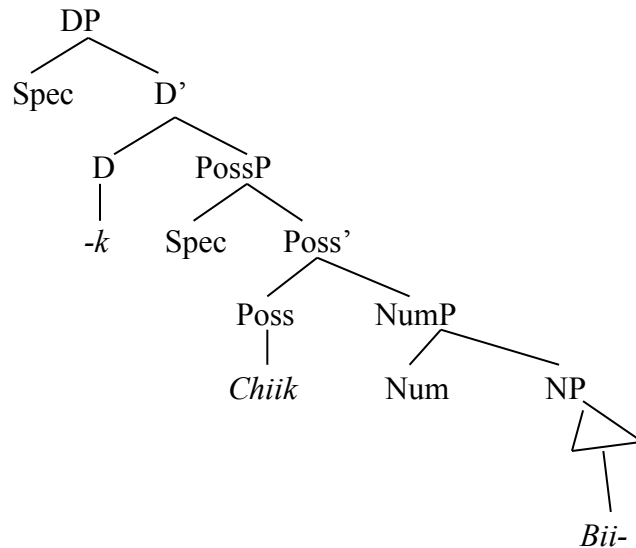 DP
Spec D’
D PossP
-k Spec Poss’
Poss NumP
Chiik Num NP
Bii-